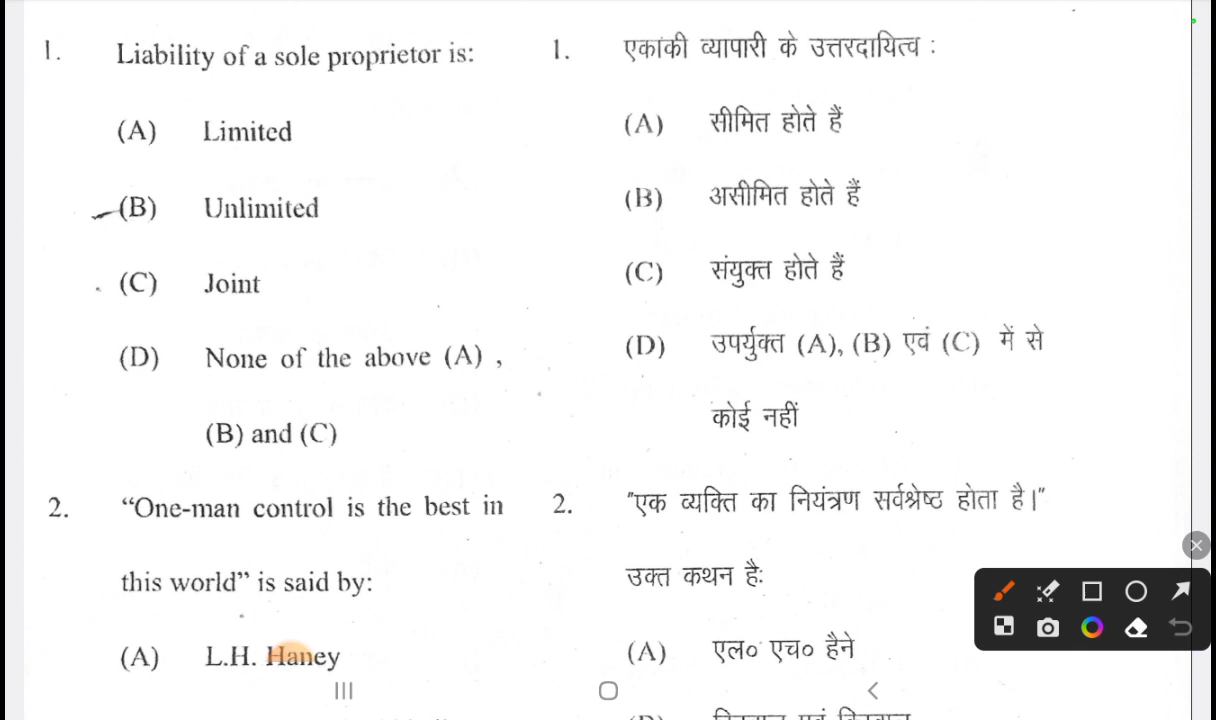 1. Liability of a sole proprietor is:
(A) Limited
(B) Unlimited
(C) Joint
(D) None of the above (A) ,
(B) and (C)
2. “One-man control is the best in
this world” is said by:
(A) L.H. Haney
1. एकांकी व्यापारी के उत्तरदायित्व :
(A) सीमित होते हैं
(B) असीमित होते हैं
(C) संयुक्त होते हैं
(D) उपर्युक्त (A), (B) एवं (C) में से
कोई नहीं
2. "एक व्यक्ति का नियंत्रण सर्वश्रेष्ठ होता है।"
उक्त कथन है:
(A) एल० एच० हैने